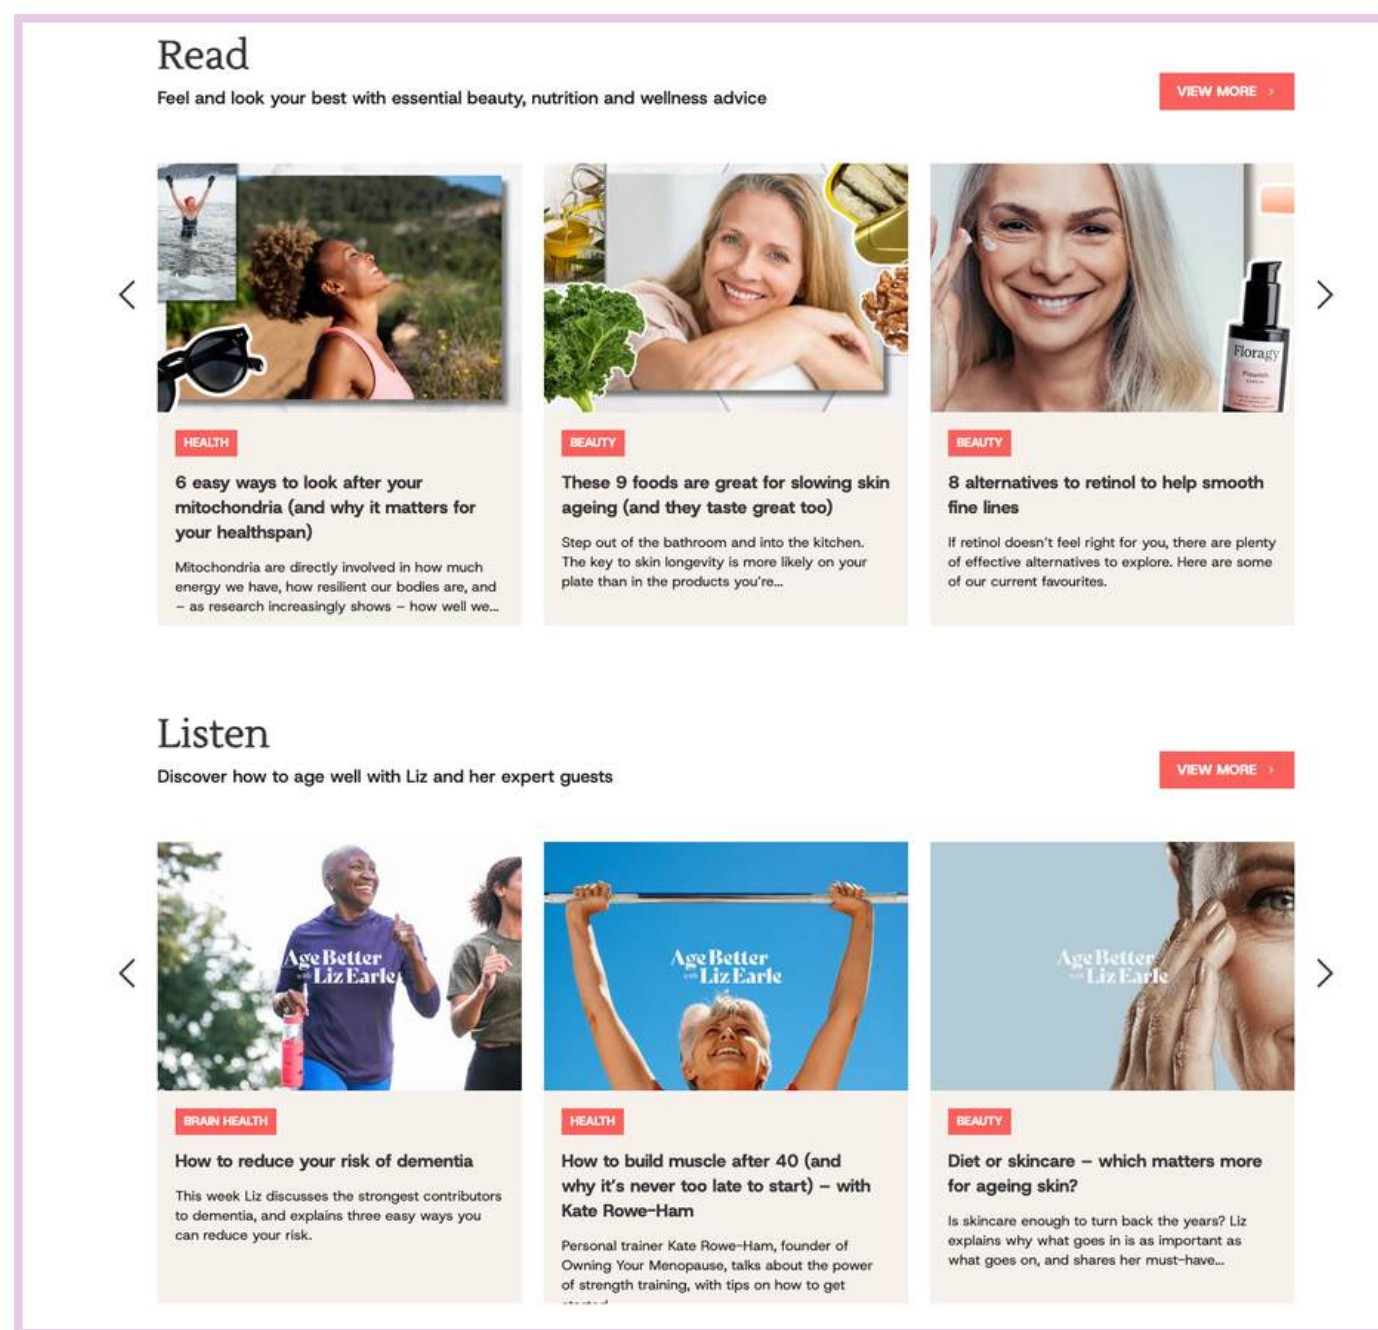 Read
Feel and look your best with essential beauty, nutrition and wellness advice
VIEW MORE >
Floragy
Flourish
SERUM
HEALTH
6 easy ways to look after your
mitochondria (and why it matters for
your healthspan)
Mitochondria are directly involved in how much
energy we have, how resilient our bodies are, and
– as research increasingly shows – how well we...
BEAUTY
These 9 foods are great for slowing skin
ageing (and they taste great too)
Step out of the bathroom and into the kitchen.
The key to skin longevity is more likely on your
plate than in the products you're...
BEAUTY
8 alternatives to retinol to help smooth
fine lines
If retinol doesn't feel right for you, there are plenty
of effective alternatives to explore. Here are some
of our current favourites.
Listen
Discover how to age well with Liz and her expert guests
VIEW MORE >
Age Better
with Liz Earle
BRAIN HEALTH
How to reduce your risk of dementia
This week Liz discusses the strongest contributors
to dementia, and explains three easy ways you
can reduce your risk.
Age Better
with Liz Earle
HEALTH
How to build muscle after 40 (and
why it's never too late to start) – with
Kate Rowe-Ham
Personal trainer Kate Rowe-Ham, founder of
Owning Your Menopause, talks about the power
of strength training, with tips on how to get
Age Better
with Liz Earle
BEAUTY
Diet or skincare – which matters more
for ageing skin?
Is skincare enough to turn back the years? Liz
explains why what goes in is as important as
what goes on, and shares her must-have...